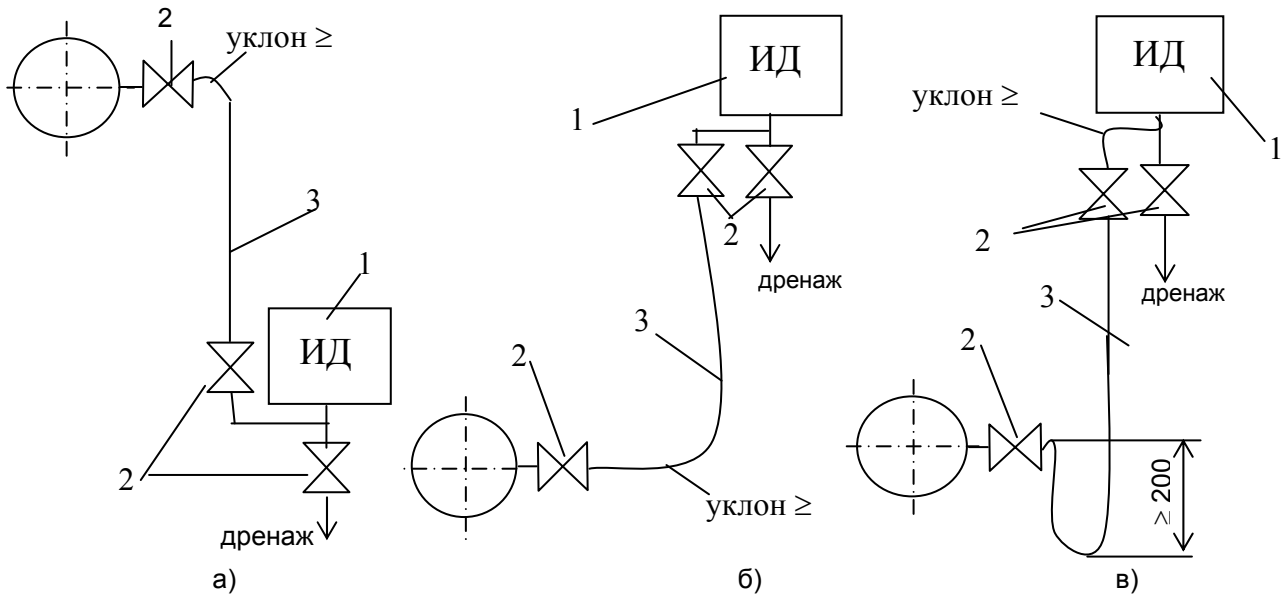 2
уклон ≥
3
1
ИД
2
дренаж
а)
ИД
1
2
дренаж
3
2
уклон ≥
б)
ИД
уклон ≥
1
2
дренаж
3
2
≥ 200
в)